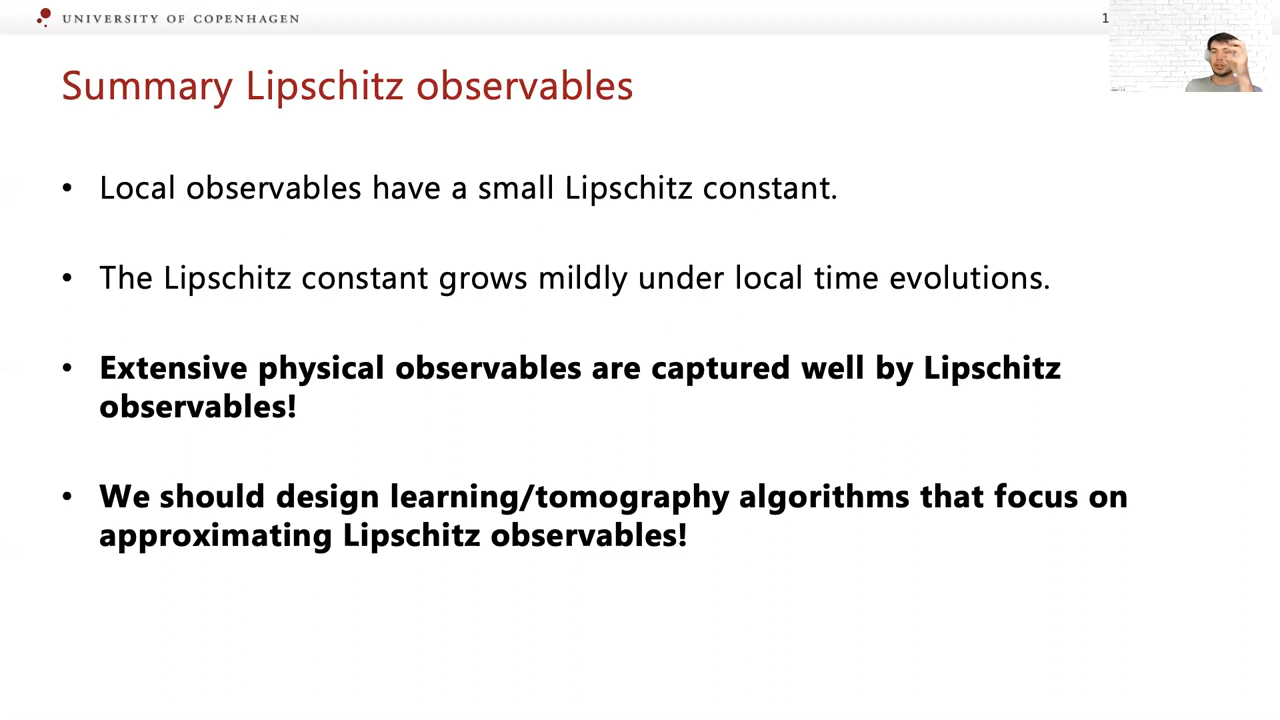 UNIVERSITY OF COPENHAGEN
1
Summary Lipschitz observables
• Local observables have a small Lipschitz constant.
• The Lipschitz constant grows mildly under local time evolutions.
• Extensive physical observables are captured well by Lipschitz
observables!
• We should design learning/tomography algorithms that focus on
approximating Lipschitz observables!